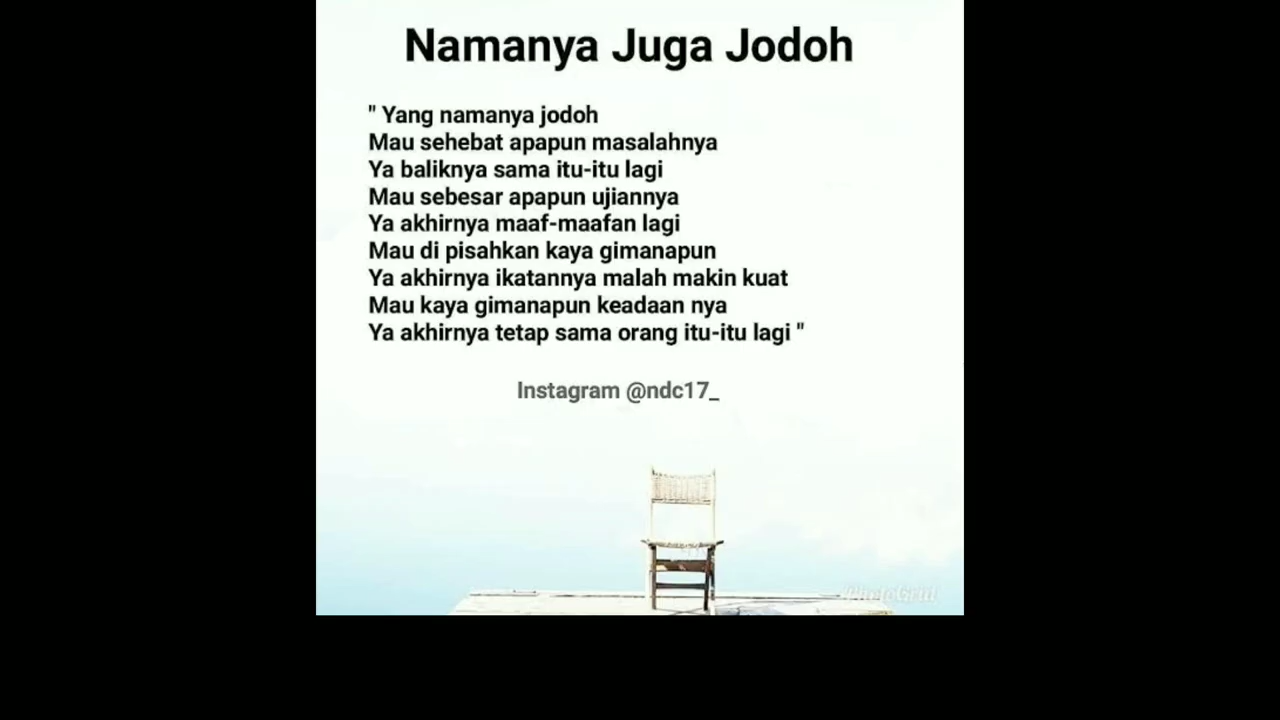 Namanya Juga Jodoh
" Yang namanya jodoh
Mau sehebat apapun masalahnya
Ya baliknya sama itu-itu lagi
Mau sebesar apapun ujiannya
Ya akhirnya maaf-maafan lagi
Mau di pisahkan kaya gimanapun
Ya akhirnya ikatannya malah makin kuat
Mau kaya gimanapun keadaan nya
Ya akhirnya tetap sama orang itu-itu lagi "
Instagram @ndc17_
PhotoGrid